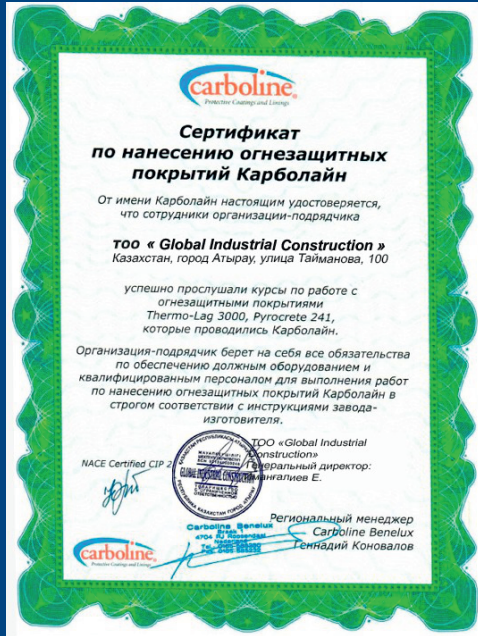 carboline
Protective Coatings and Linings
Сертификат
по нанесению огнезащитных
покрытий Карболайн
От имени Карболайн настоящим удостоверяется,
что сотрудники организации-подрядчика
ТОО « Global Industrial Construction »
Казахстан, город Атырау, улица Тайманова, 100
успешно прослушали курсы по работе с
огнезащитными покрытиями
Thermo-Lag 3000, Pyrocrete 241,
которые проводились Карболайн.
Организация-подрядчик берет на себя все обязательства
по обеспечению должным оборудованием и
квалифицированным персоналом для выполнения работ
по нанесению огнезащитных покрытий Карболайн в
строгом соответствии с инструкциями завода-
изготовителя.
ТОО «Global Industrial
Construction»
Генеральный директор:
Е.
NACE Certified CIP 2
GLOBAL INDUSTRIAL CONSTRUCTION
Региональный менеджер
Carboline Benelux
Геннадий Коновалов
Carboline Benelux
carboline
Protective Coatings and Linings